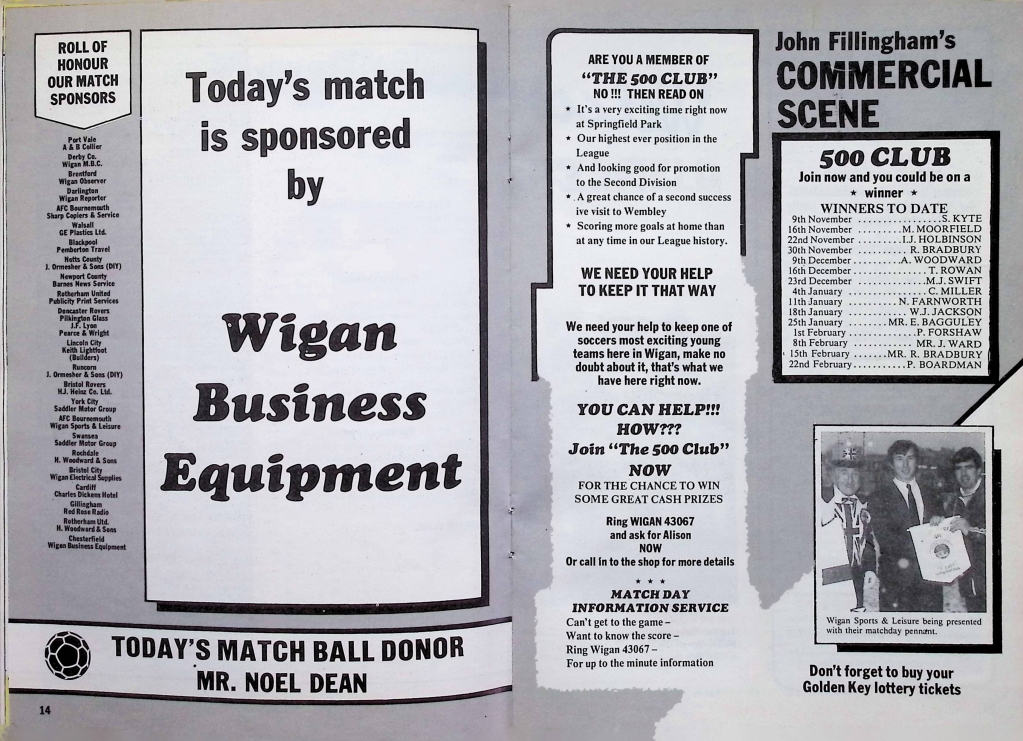 ROLL OF
HONOUR
OUR MATCH
SPONSORS
Port Vale
A & B Collier
Derby Co.
Wigan M.B.C.
Brentford
Wigan Observer
Darlington
Wigan Reporter
AFC Bournemouth
Sharp Copiers & Service
Walsall
GE Plastics Ltd.
Blackpool
Pemberton Travel
Notts County
J. Ormesher & Sons (DIY)
Newport County
Barnes News Service
Rotherham United
Publicity Print Services
Doncaster Rovers
Pilkington Glass
J.F. Lyon
Pearce & Wright
Lincoln City
Keith Lightfoot
(Builders)
Runcorn
J. Ormesher & Sons (DIY)
Bristol Rovers
H.J. Heinz Co. Ltd.
York City
Saddler Motor Group
AFC Bournemouth
Wigan Sports & Leisure
Swansea
Saddler Motor Group
Rochdale
H. Woodward & Sons
Bristol City
Wigan Electrical Supplies
Cardiff
Charles Dickens Hotel
Gillingham
Red Rose Radio
Rotherham Utd.
H. Woodward & Sons
Chesterfield
Wigan Business Equipment
Today's match
is sponsored
by
Wigan
Business
Equipment
TODAY'S MATCH BALL DONOR
MR. NOEL DEAN
14
ARE YOU A MEMBER OF
"THE 500 CLUB"
NO !!! THEN READ ON
★ It's a very exciting time right now
at Springfield Park
★ Our highest ever position in the
League
★ And looking good for promotion
to the Second Division
★ A great chance of a second success
ive visit to Wembley
★ Scoring more goals at home than
at any time in our League history.
WE NEED YOUR HELP
TO KEEP IT THAT WAY
We need your help to keep one of
soccers most exciting young
teams here in Wigan, make no
doubt about it, that's what we
have here right now.
YOU CAN HELP!!!
HOW???
Join "The 500 Club"
NOW
FOR THE CHANCE TO WIN
SOME GREAT CASH PRIZES
Ring WIGAN 43067
and ask for Alison
NOW
Or call in to the shop for more details
★ ★ ★
MATCH DAY
INFORMATION SERVICE
Can't get to the game –
Want to know the score –
Ring Wigan 43067 –
For up to the minute information
John Fillingham's
COMMERCIAL
SCENE
500 CLUB
Join now and you could be on a
★ winner ★
WINNERS TO DATE
9th November ..............S. KYTE
16th November .........M. MOORFIELD
22nd November .........I.J. HOLBINSON
30th November ..........R. BRADBURY
9th December ..........A. WOODWARD
16th December ..............T. ROWAN
23rd December ..............M.J. SWIFT
4th January ..............C. MILLER
11th January ..........N. FARNWORTH
18th January ...........W.J. JACKSON
25th January .......MR. E. BAGGULEY
1st February ..............P. FORSHAW
8th February .............MR. J. WARD
15th February .......MR. R. BRADBURY
22nd February...........P. BOARDMAN
Wigan Sports & Leisure being presented
with their matchday pennant.
Don't forget to buy your
Golden Key lottery tickets